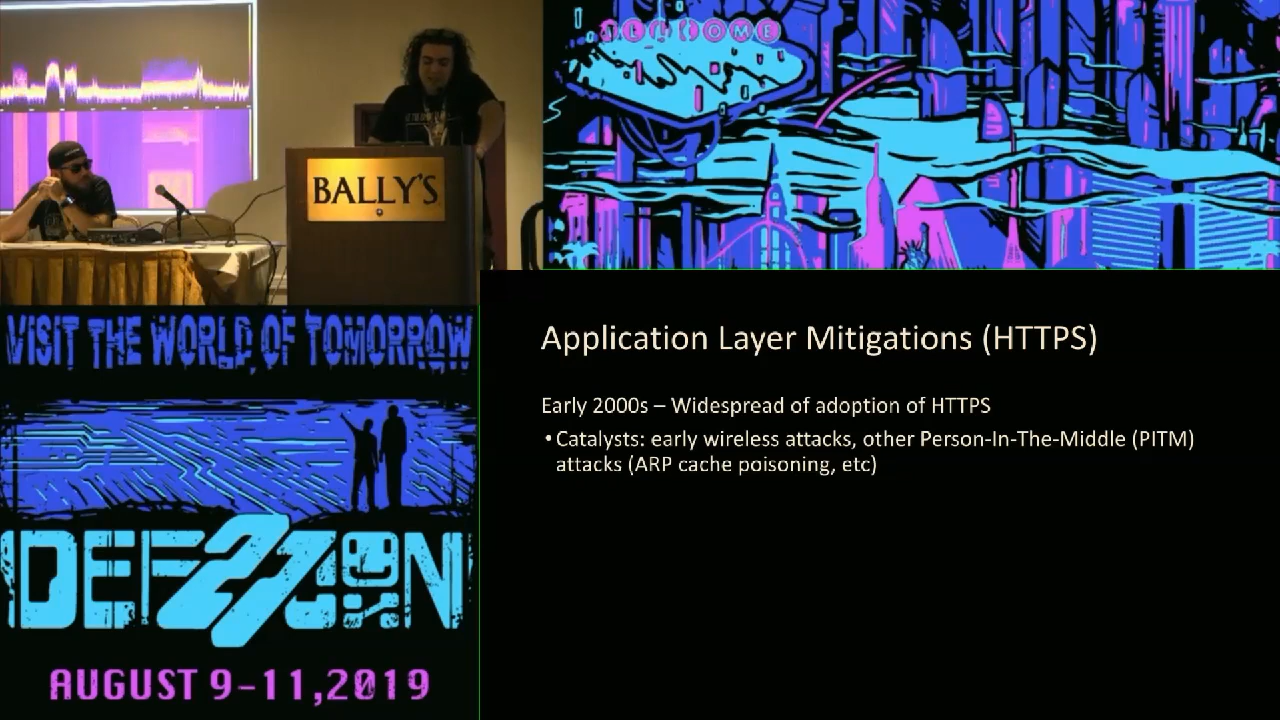 WELCOME
BALLY'S
VISIT THE WORLD OF TOMORROW
DEF 27 CON
AUGUST 9-11,2019
Application Layer Mitigations (HTTPS)
Early 2000s – Widespread of adoption of HTTPS
•Catalysts: early wireless attacks, other Person-In-The-Middle (PITM)
attacks (ARP cache poisoning, etc)